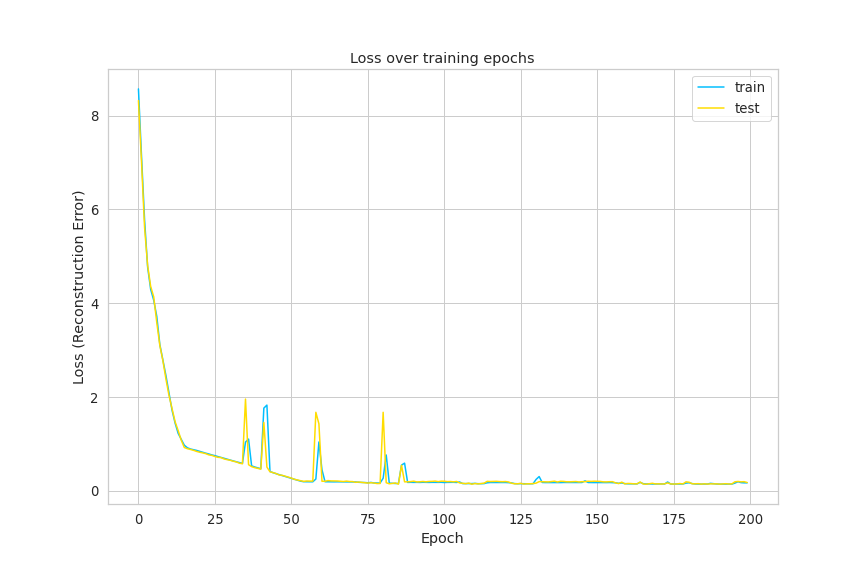 Loss over training epochs
train
test
8
6
4
2
0
Loss (Reconstruction Error)
0 25 50 75 100 125 150 175 200
Epoch